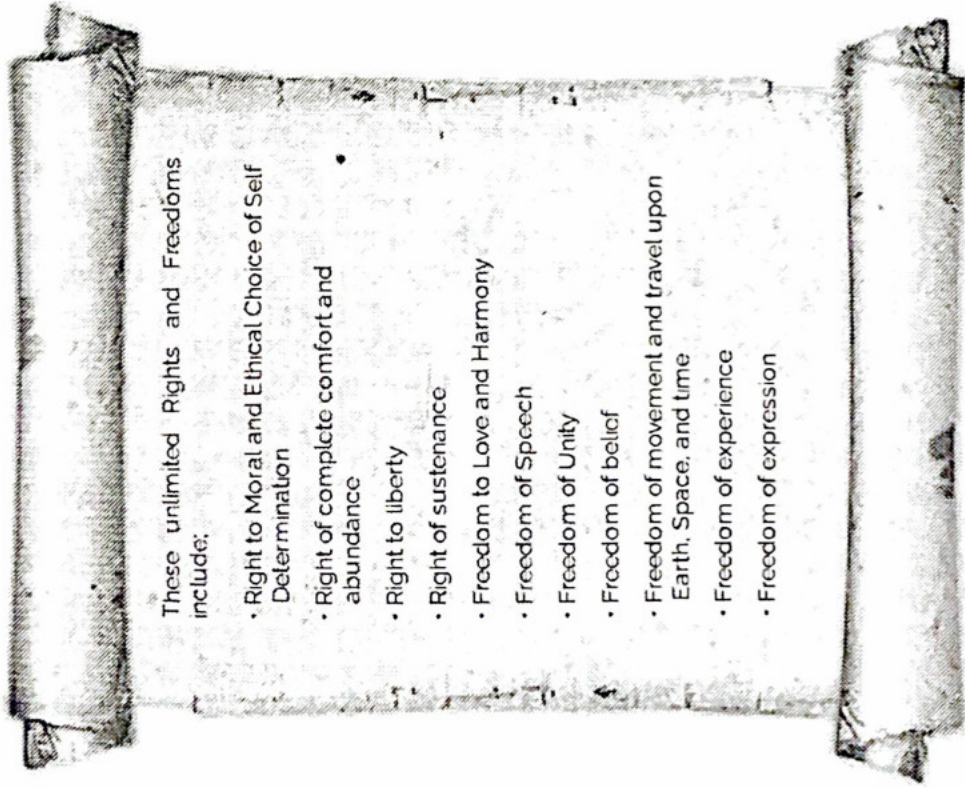 These unlimited Rights and Freedoms
include;
• Right to Moral and Ethical Choice of Self
Determination
• Right of complete comfort and
abundance
• Right to liberty
• Right of sustenance
• Freedom to Love and Harmony
• Freedom of Speech
• Freedom of Unity
• Freedom of belief
• Freedom of movement and travel upon
Earth, Space, and time
• Freedom of experience
• Freedom of expression